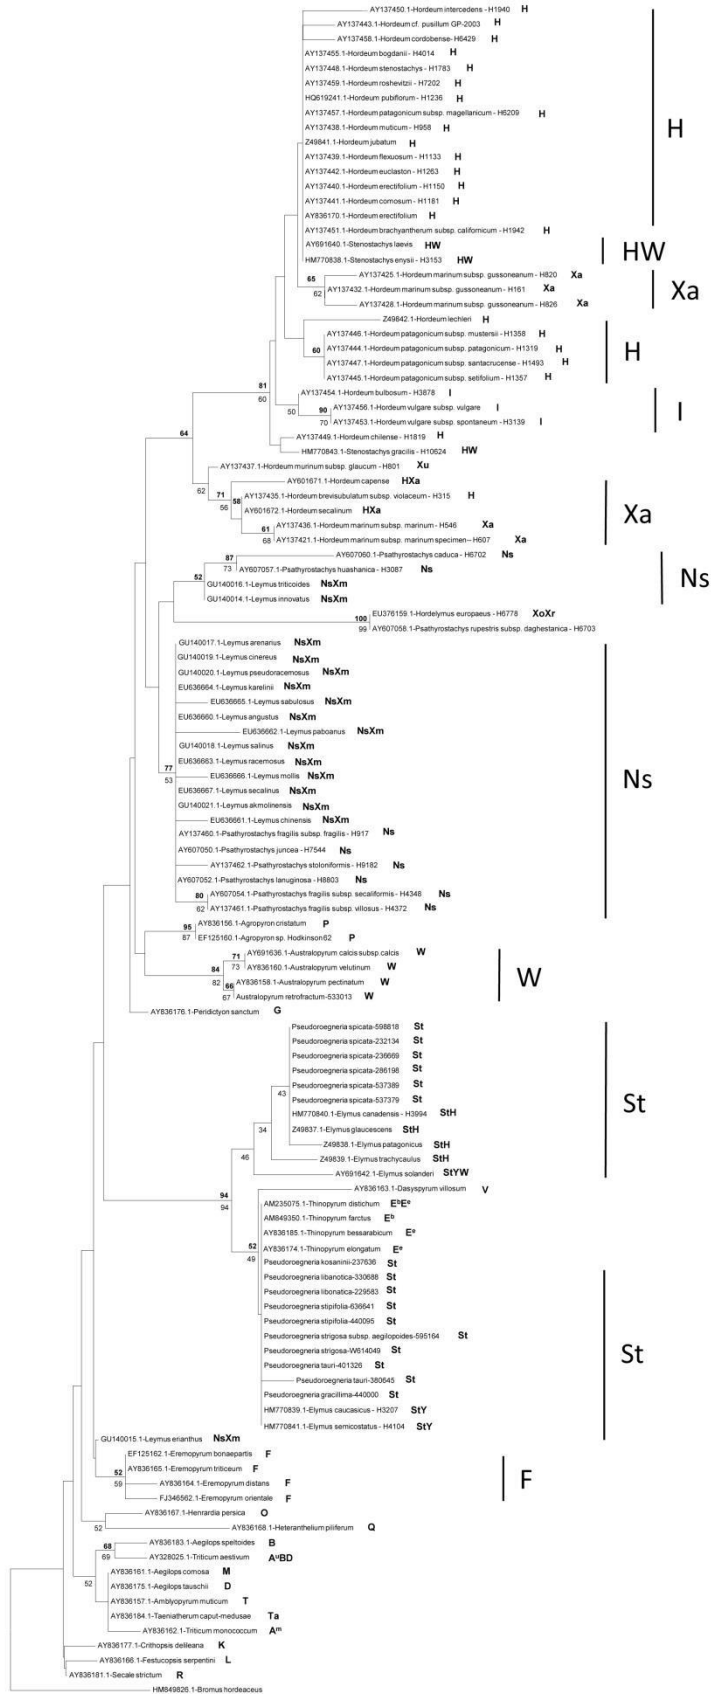 AY137450.1-Hordeum intercedens - H1940 H
AY137443.1-Hordeum cf. pusillum GP-2003 H
AY137458.1-Hordeum cordobense- H6429 H
AY137455.1-Hordeum bogdanii - H4014 H
AY137448.1-Hordeum stenostachys - H1783 H
AY137459.1-Hordeum roshevitzii - H7202 H
HQ619241.1-Hordeum pubiflorum - H1236 H
AY137457.1-Hordeum patagonicum subsp. magellanicum - H6209 H
AY137438.1-Hordeum muticum - H958 H
Z49841.1-Hordeum jubatum H
H
AY137439.1-Hordeum flexuosum - H1133 H
AY137442.1-Hordeum euclaston - H1263 H
AY137440.1-Hordeum erectifolium - H1150 H
AY137441.1-Hordeum comosum - H1181 H
AY836170.1-Hordeum erectifolium H
AY137451.1-Hordeum brachyantherum subsp. californicum - H1942 H
AY691640.1-Stenostachys laevis HW
HW
HM770838.1-Stenostachys enysii - H3153 HW
65
AY137425.1-Hordeum marinum subsp. gussoneanum - H820 Xa
62
AY137432.1-Hordeum marinum subsp. gussoneanum - H161 Xa
Xa
AY137428.1-Hordeum marinum subsp. gussoneanum - H826 Xa
Z49842.1-Hordeum lechleri H
AY137446.1-Hordeum patagonicum subsp. mustersii - H1358 H
60
AY137444.1-Hordeum patagonicum subsp. patagonicum - H1319 H
H
AY137447.1-Hordeum patagonicum subsp. santacrucense - H1493 H
AY137445.1-Hordeum patagonicum subsp. setifolium - H1357 H
81
60
AY137454.1-Hordeum bulbosum - H3878 I
50
90
AY137456.1-Hordeum vulgare subsp. vulgare I
I
70
AY137453.1-Hordeum vulgare subsp. spontaneum - H3139 I
64
AY137449.1-Hordeum chilense - H1819 H
HM770843.1-Stenostachys gracilis - H10624 HW
AY137437.1-Hordeum murinum subsp. glaucum - H801 Xu
62
71
AY601671.1-Hordeum capense HXa
56
58
AY137435.1-Hordeum brevisubulatum subsp. violaceum - H315 H
AY601672.1-Hordeum secalinum HXa
Xa
61
AY137436.1-Hordeum marinum subsp. marinum - H546 Xa
68
AY137421.1-Hordeum marinum subsp. marinum specimen - H607 Xa
87
AY607060.1-Psathyrostachys caduca - H6702 Ns
73
AY607057.1-Psathyrostachys huashanica - H3087 Ns
52
Ns
GU140016.1-Leymus triticoides NsXm
GU140014.1-Leymus innovatus NsXm
100
EU376159.1-Hordelymus europaeus - H6778 XoXr
99
AY607058.1-Psathyrostachys rupestris subsp. daghestanica - H6703
GU140017.1-Leymus arenarius NsXm
GU140019.1-Leymus cinereus NsXm
GU140020.1-Leymus pseudoracemosus NsXm
EU636664.1-Leymus karelinii NsXm
EU636665.1-Leymus sabulosus NsXm
EU636660.1-Leymus angustus NsXm
EU636662.1-Leymus paboanus NsXm
GU140018.1-Leymus salinus NsXm
EU636663.1-Leymus racemosus NsXm
77
53
EU636666.1-Leymus mollis NsXm
Ns
EU636667.1-Leymus secalinus NsXm
GU140021.1-Leymus akmolinensis NsXm
EU636661.1-Leymus chinensis NsXm
AY137460.1-Psathyrostachys fragilis subsp. fragilis - H917 Ns
AY607050.1-Psathyrostachys juncea - H7544 Ns
AY137462.1-Psathyrostachys stoloniformis - H9182 Ns
AY607052.1-Psathyrostachys lanuginosa - H8803 Ns
80
AY607054.1-Psathyrostachys fragilis subsp. secaliformis - H4348 Ns
62
AY137461.1-Psathyrostachys fragilis subsp. villosus - H4372 Ns
95
AY836156.1-Agropyron cristatum P
87
EF125160.1-Agropyron sp. Hodkinson62 P
71
AY691636.1-Australopyrum calcis subsp.calcis W
73
AY836160.1-Australopyrum velutinum W
84
W
82
66
AY836158.1-Australopyrum pectinatum W
67
Australopyrum retrofractum-533013 W
AY836176.1-Peridictyon sanctum G
Pseudoroegneria spicata-598818 St
Pseudoroegneria spicata-232134 St
Pseudoroegneria spicata-236669 St
Pseudoroegneria spicata-286198 St
43
Pseudoroegneria spicata-537389 St
Pseudoroegneria spicata-537379 St
St
HM770840.1-Elymus canadensis - H3994 StH
34
Z49837.1-Elymus glaucescens StH
Z49838.1-Elymus patagonicus StH
46
Z49839.1-Elymus trachycaulus StH
AY691642.1-Elymus solanderi StYW
94
94
AY836163.1-Dasypyrum villosum V
AM235075.1-Thinopyrum distichum EᵇEᵉ
AM849350.1-Thinopyrum farctus Eᵇ
AY836185.1-Thinopyrum bessarabicum Eᵉ
52
49
AY836174.1-Thinopyrum elongatum Eᵉ
Pseudoroegneria kosaninii-237636 St
Pseudoroegneria libanotica-330688 St
Pseudoroegneria libonatica-229583 St
Pseudoroegneria stipifolia-636641 St
Pseudoroegneria stipifolia-440095 St
Pseudoroegneria strigosa subsp. aegilopoides-595164 St
St
Pseudoroegneria strigosa-W614049 St
Pseudoroegneria tauri-401326 St
Pseudoroegneria tauri-380645 St
Pseudoroegneria gracillima-440000 St
HM770839.1-Elymus caucasicus - H3207 StY
HM770841.1-Elymus semicostatus - H4104 StY
GU140015.1-Leymus erianthus NsXm
EF125162.1-Eremopyrum bonaepartis F
52
AY836165.1-Eremopyrum triticeum F
F
59
AY836164.1-Eremopyrum distans F
FJ346562.1-Eremopyrum orientale F
AY836167.1-Henrardia persica O
52
AY836168.1-Heteranthelium piliferum Q
68
AY836183.1-Aegilops speltoides B
69
AY328025.1-Triticum aestivum AᵘBD
AY836161.1-Aegilops comosa M
52
AY836175.1-Aegilops tauschii D
AY836157.1-Amblyopyrum muticum T
AY836184.1-Taeniatherum caput-medusae Ta
AY836162.1-Triticum monococcum Aᵐ
AY836177.1-Crithopsis delileana K
AY836166.1-Festucopsis serpentini L
AY836181.1-Secale strictum R
HM849826.1-Bromus hordeaceus